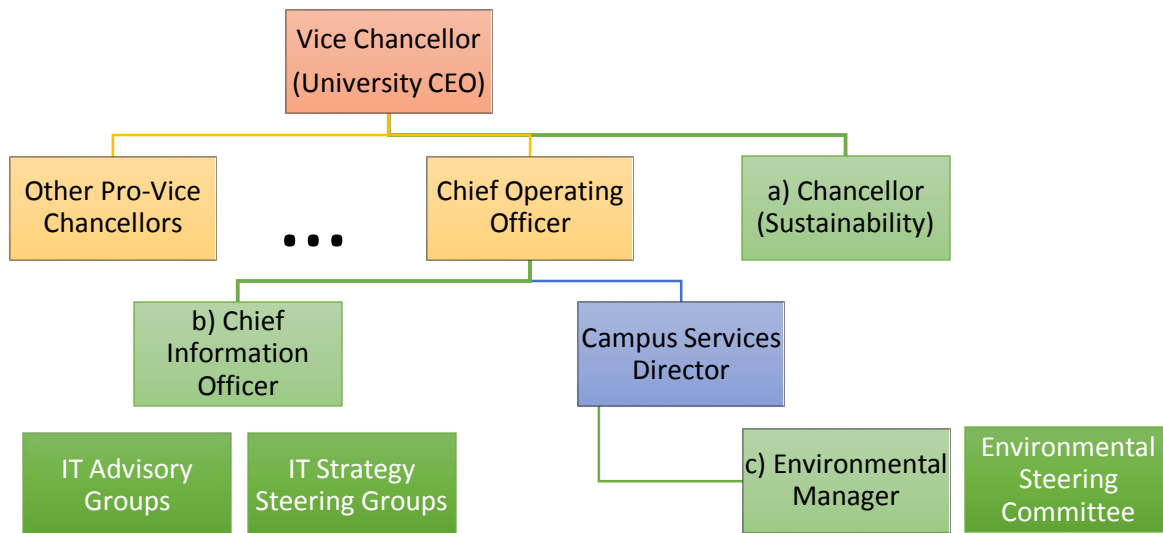 Vice Chancellor
(University CEO)
Other Pro-Vice
Chancellors
...
Chief Operating
Officer
a) Chancellor
(Sustainability)
b) Chief
Information
Officer
Campus Services
Director
IT Advisory
Groups
IT Strategy
Steering Groups
c) Environmental
Manager
Environmental
Steering
Committee